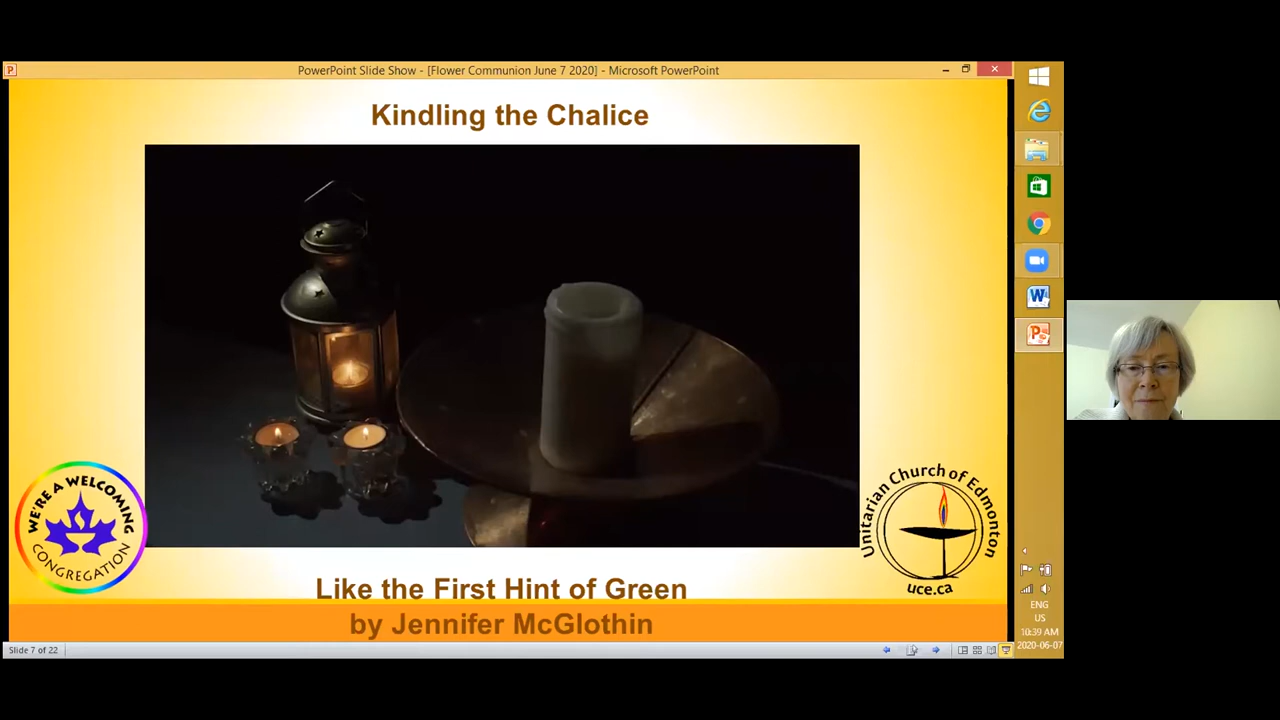 PowerPoint Slide Show - [Flower Communion June 7 2020] - Microsoft PowerPoint
Kindling the Chalice
WE'RE A WELCOMING
CONGREGATION
Unitarian Church of Edmonton
uce.ca
Like the First Hint of Green
by Jennifer McGlothin
Slide 7 of 22
ENG
US
10:39 AM
2020-06-07